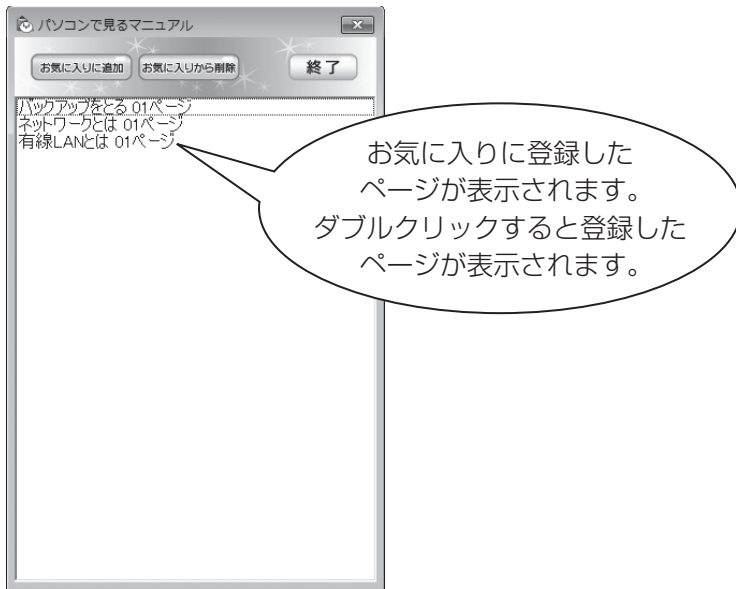 パソコンで見るマニュアル
お気に入りに追加 お気に入りから削除 終了
バックアップをとる 01ページ
ネットワークとは 01ページ
有線LANとは 01ページ
お気に入りに登録した
ページが表示されます。
ダブルクリックすると登録した
ページが表示されます。